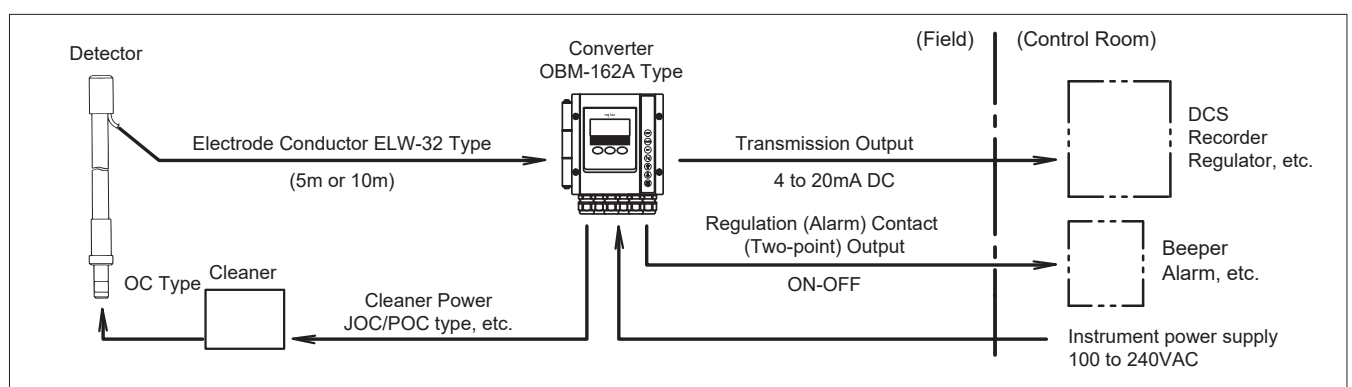 (Field)
(Control Room)
Detector
Converter
OBM-162A Type
Electrode Conductor ELW-32 Type
(5m or 10m)
Transmission Output
4 to 20mA DC
DCS
Recorder
Regulator, etc.
Regulation (Alarm) Contact
(Two-point) Output
ON-OFF
Beeper
Alarm, etc.
OC Type
Cleaner
Cleaner Power
JOC/POC type, etc.
Instrument power supply
100 to 240VAC